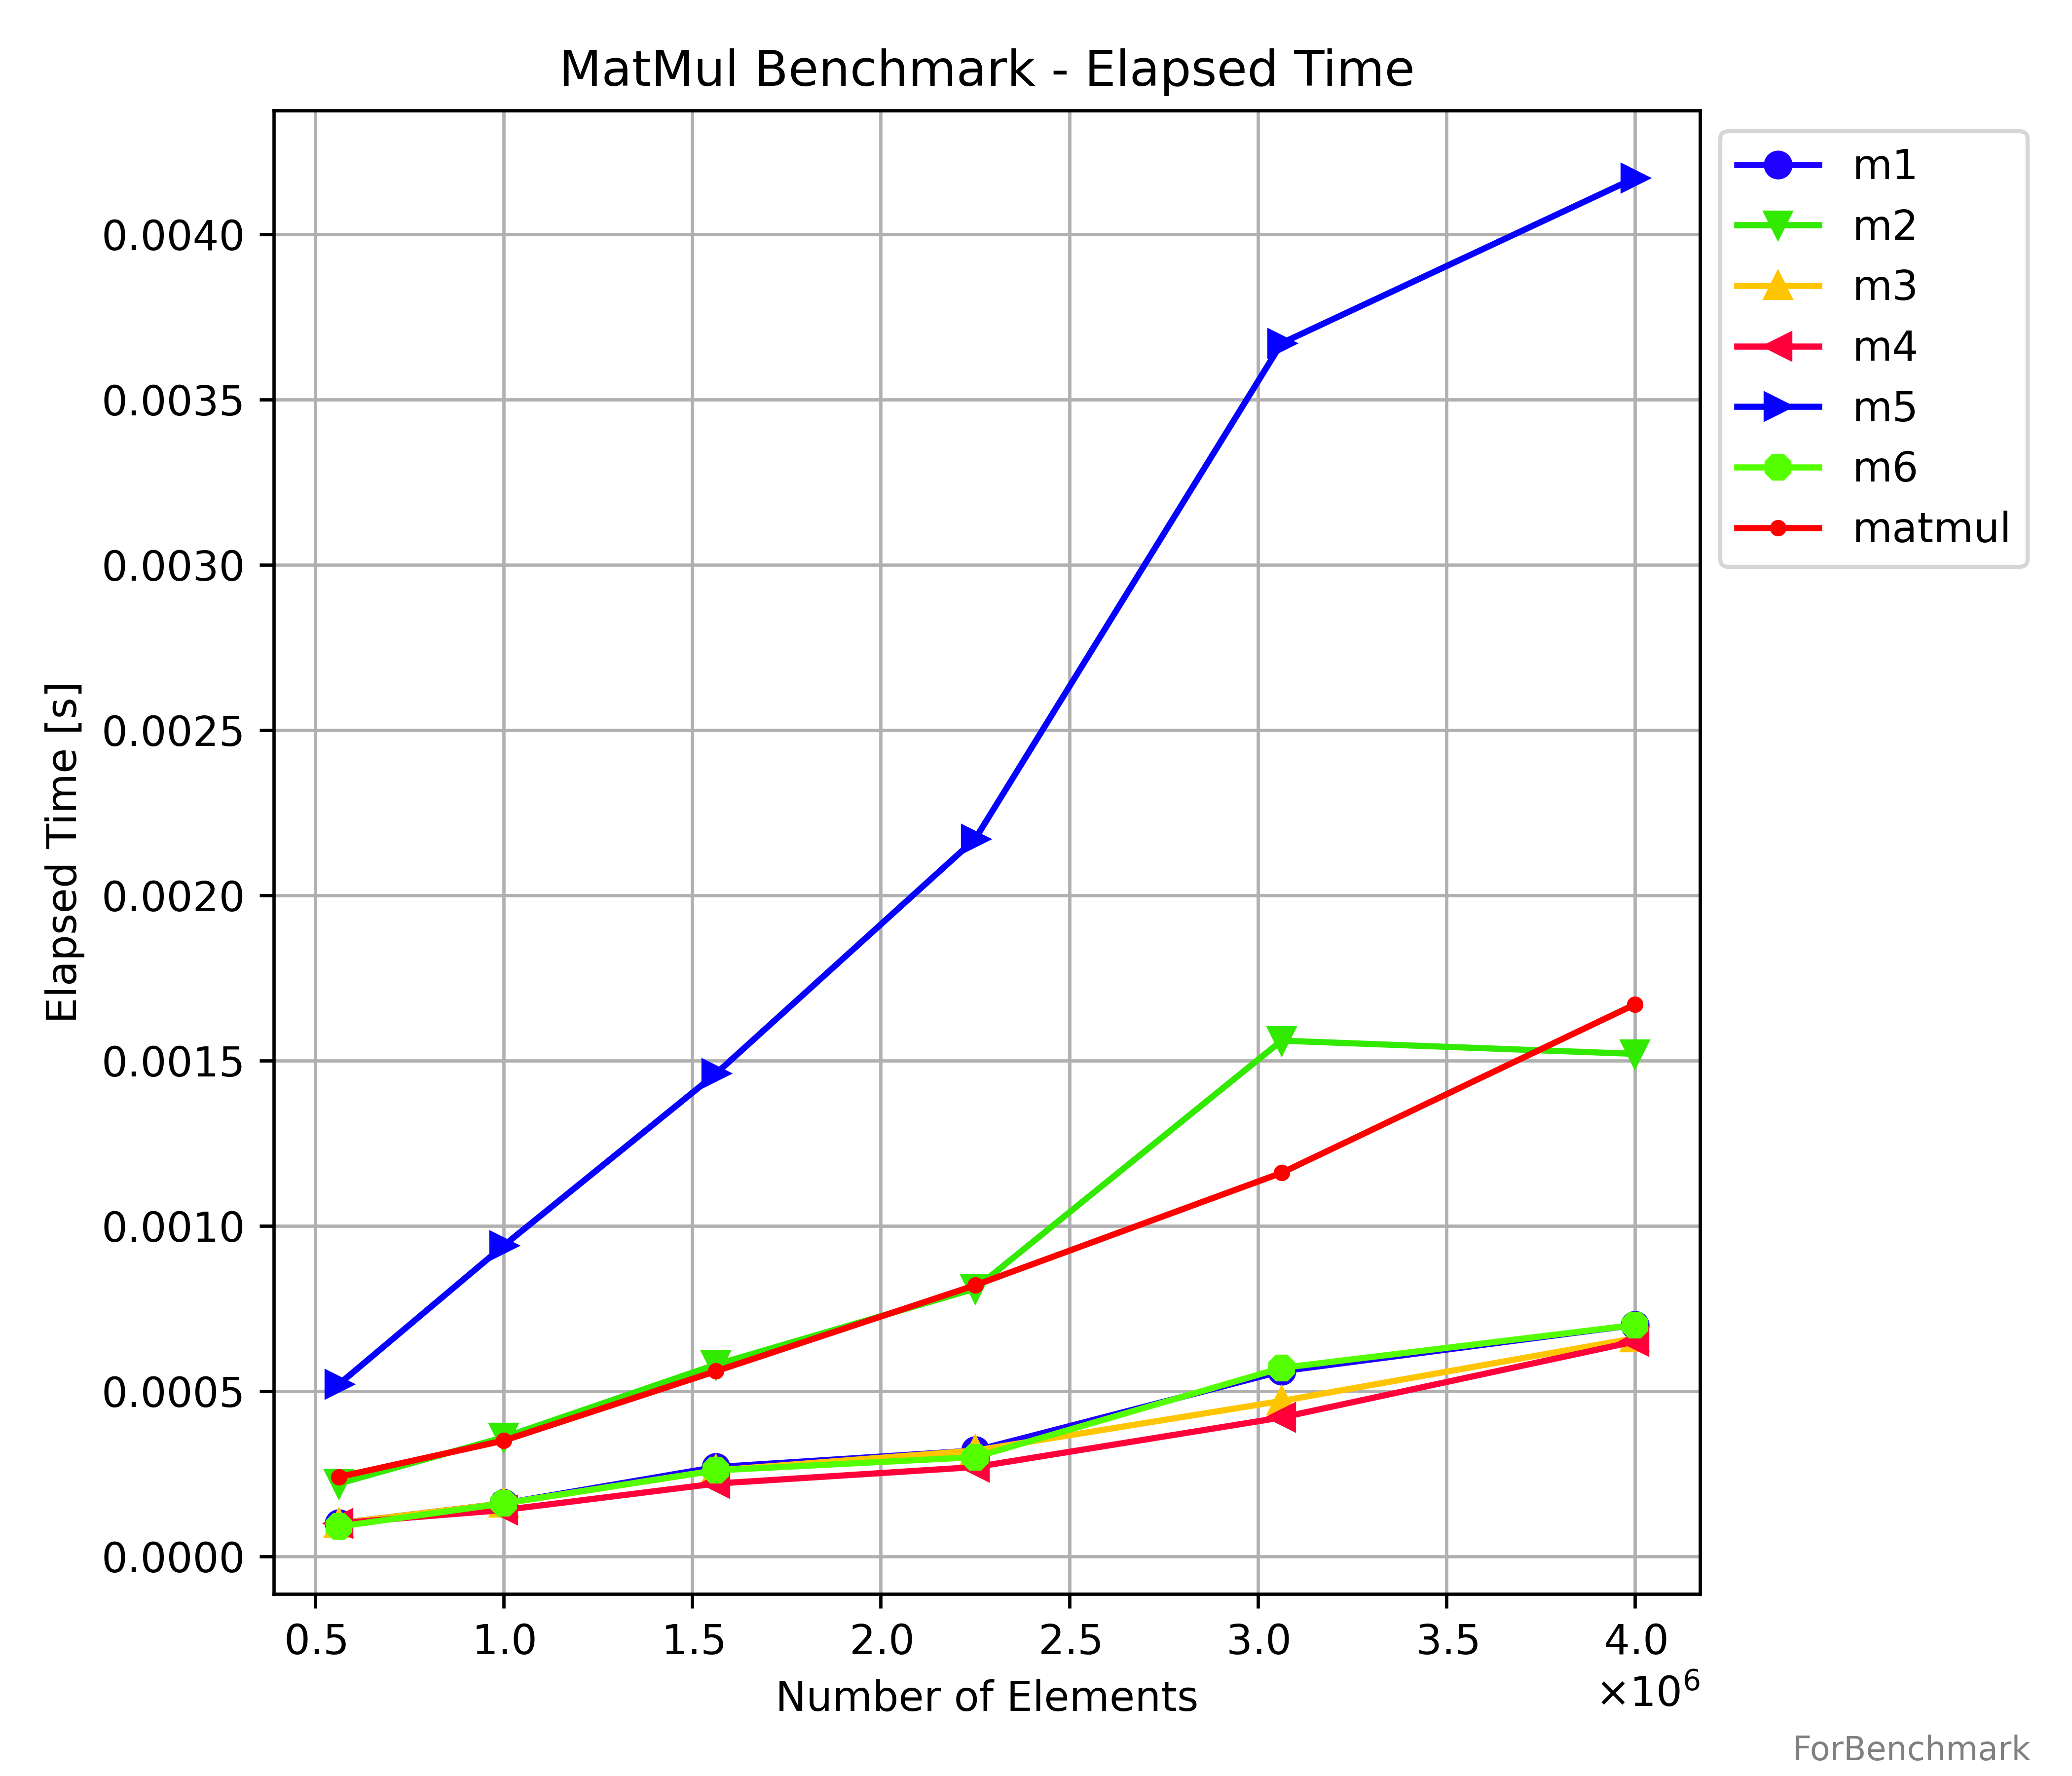 MatMul Benchmark - Elapsed Time
m1
m2
m3
m4
m5
m6
matmul
0.0040
0.0035
0.0030
0.0025
0.0020
0.0015
0.0010
0.0005
0.0000
Elapsed Time [s]
0.5 1.0 1.5 2.0 2.5 3.0 3.5 4.0
×10⁶
Number of Elements
ForBenchmark